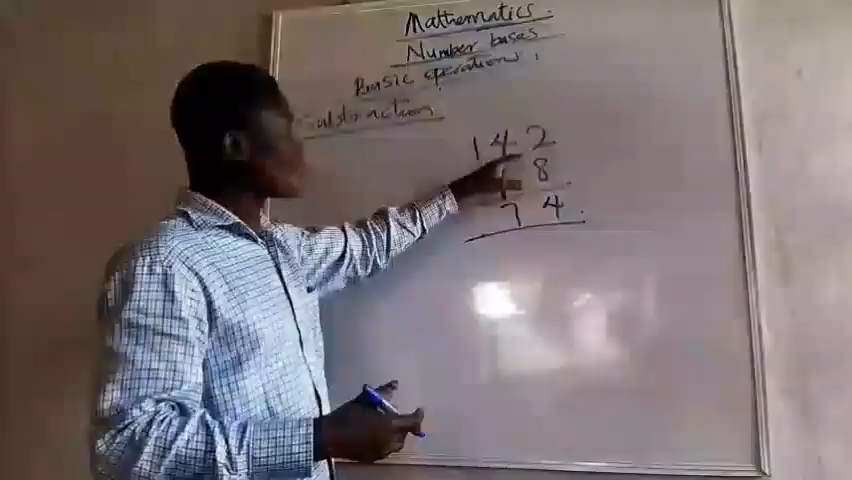 Mathematics.
Number bases
Basic operations.
Subtraction
142
8
74.